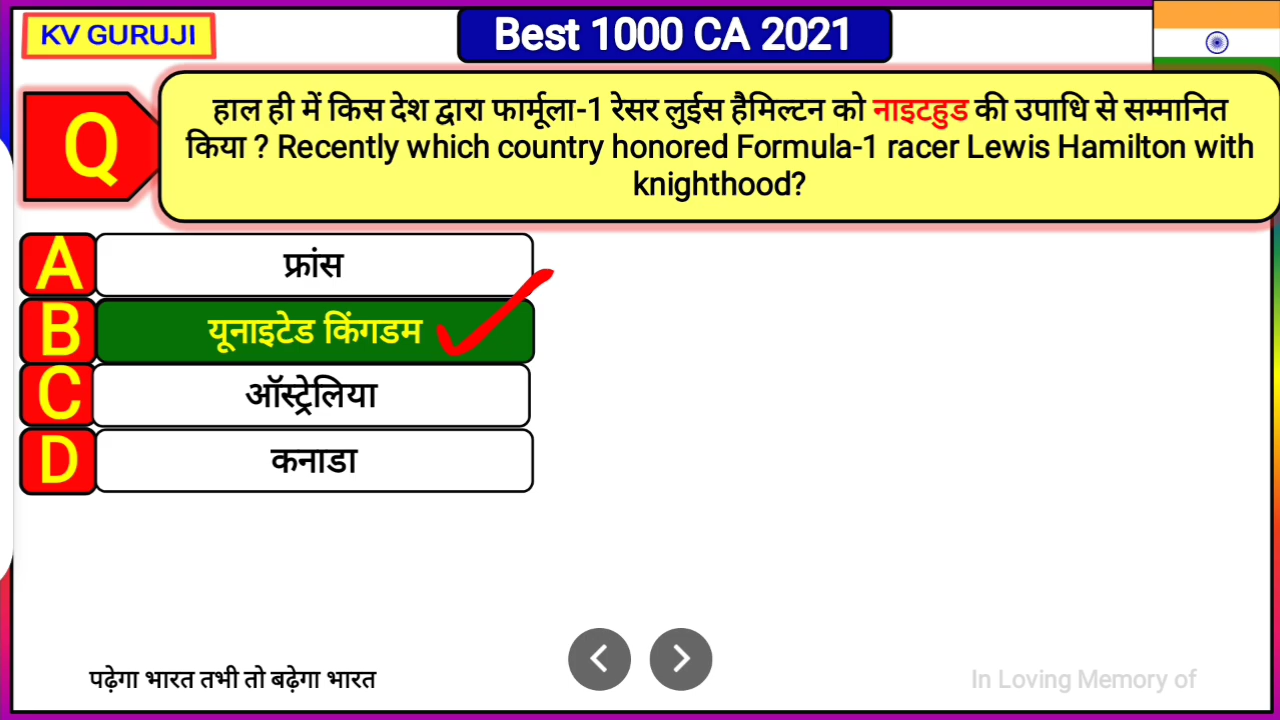 KV GURUJI
Best 1000 CA 2021
Q
हाल ही में किस देश द्वारा फार्मूला-1 रेसर लुईस हैमिल्टन को नाइटहुड की उपाधि से सम्मानित
किया ? Recently which country honored Formula-1 racer Lewis Hamilton with
knighthood?
A फ्रांस
B यूनाइटेड किंगडम
C ऑस्ट्रेलिया
D कनाडा
पढ़ेगा भारत तभी तो बढ़ेगा भारत
In Loving Memory of